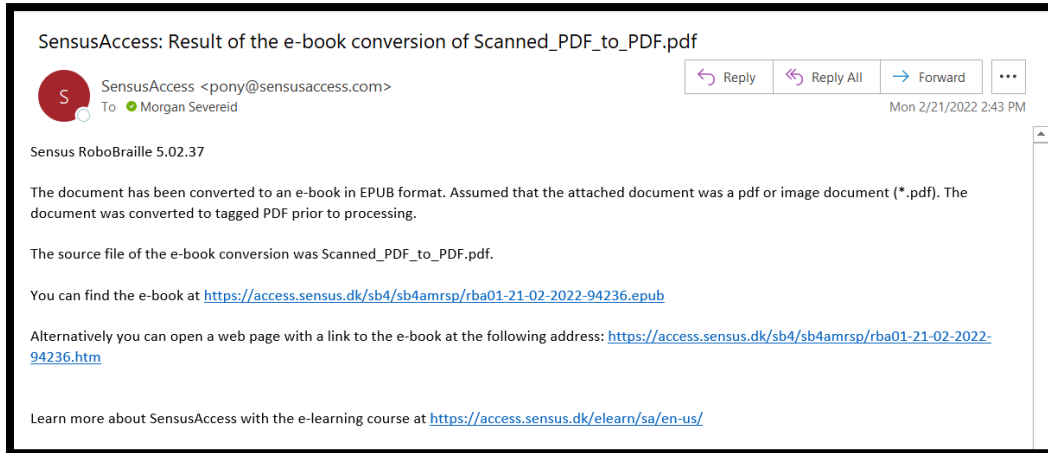 SensusAccess: Result of the e-book conversion of Scanned_PDF_to_PDF.pdf
S
SensusAccess <pony@sensusaccess.com>
To Morgan Severeid
Reply
Reply All
Forward
Mon 2/21/2022 2:43 PM
Sensus RoboBraille 5.02.37
The document has been converted to an e-book in EPUB format. Assumed that the attached document was a pdf or image document (*.pdf). The
document was converted to tagged PDF prior to processing.
The source file of the e-book conversion was Scanned_PDF_to_PDF.pdf.
You can find the e-book at https://access.sensus.dk/sb4/sb4amrsp/rba01-21-02-2022-94236.epub
Alternatively you can open a web page with a link to the e-book at the following address: https://access.sensus.dk/sb4/sb4amrsp/rba01-21-02-2022-
94236.htm
Learn more about SensusAccess with the e-learning course at https://access.sensus.dk/elearn/sa/en-us/